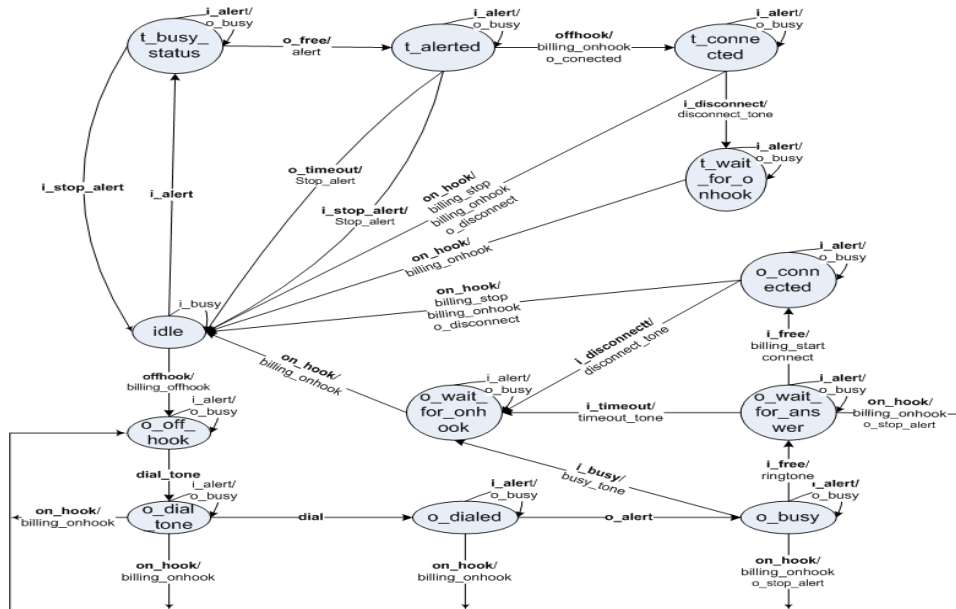 i_alert/
o_busy
t_busy_
status
o_free/
alert
i_alert/
o_busy
t_alerted
offhook/
billing_onhook
o_conected
i_alert/
o_busy
t_conne
cted
i_disconnect/
disconnect_tone
i_alert/
o_busy
t_wait
_for_o
nhook
i_stop_alert
i_alert
o_timeout/
Stop_alert
i_stop_alert/
Stop_alert
on_hook/
billing_stop
billing_onhook
o_disconnect
on_hook/
billing_onhook
i_alert/
o_busy
o_conn
ected
on_hook/
billing_stop
billing_onhook
o_disconnect
i_busy
idle
i_disconnectt/
disconnect_tone
i_free/
billing_start
connect
on_hook/
billing_onhook
offhook/
billing_offhook
i_alert/
o_busy
o_off_
hook
i_alert/
o_busy
o_wait_
for_onh
ook
i_timeout/
timeout_tone
i_alert/
o_busy
o_wait_
for_ans
wer
on_hook/
billing_onhook
o_stop_alert
dial_tone
i_busy/
busy_tone
i_free/
ringtone
i_alert/
o_busy
o_dial
_tone
on_hook/
billing_onhook
dial
i_alert/
o_busy
o_dialed
o_alert
i_alert/
o_busy
o_busy
on_hook/
billing_onhook
on_hook/
billing_onhook
on_hook/
billing_onhook
o_stop_alert